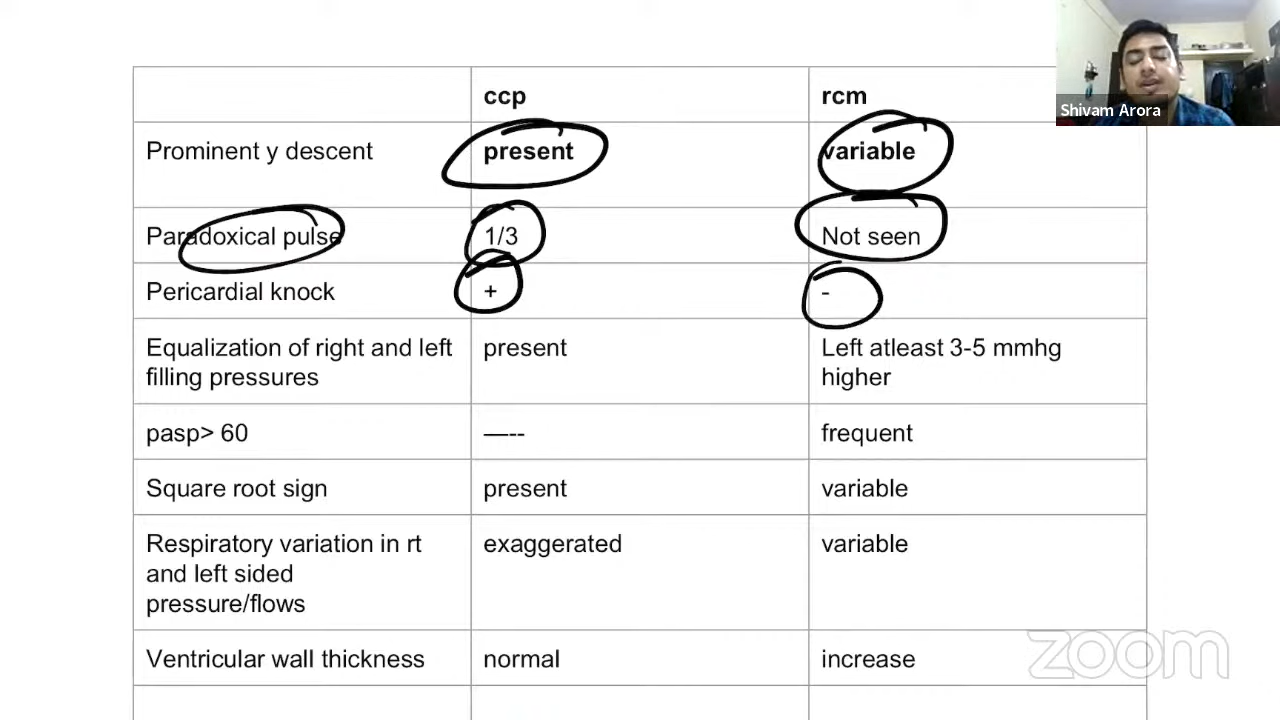 ccp rcm
Shivam Arora
Prominent y descent present variable
Paradoxical pulse 1/3 Not seen
Pericardial knock + -
Equalization of right and left present Left atleast 3-5 mmhg
filling pressures higher
pasp> 60 —-- frequent
Square root sign present variable
Respiratory variation in rt exaggerated variable
and left sided
pressure/flows
Ventricular wall thickness normal increase
zoom